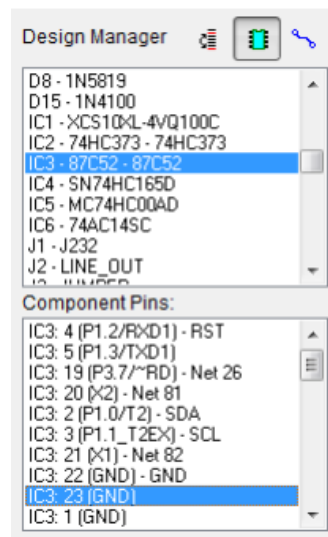 Design Manager
D8 - 1N5819
D15 - 1N4100
IC1 - XCS10XL-4VQ100C
IC2 - 74HC373 - 74HC373
IC3 - 87C52 - 87C52
IC4 - SN74HC165D
IC5 - MC74HC00AD
IC6 - 74AC14SC
J1 - J232
J2 - LINE_OUT
Component Pins:
IC3: 4 (P1.2/RXD1) - RST
IC3: 5 (P1.3/TXD1)
IC3: 19 (P3.7/~RD) - Net 26
IC3: 20 (X2) - Net 81
IC3: 2 (P1.0/T2) - SDA
IC3: 3 (P1.1_T2EX) - SCL
IC3: 21 (X1) - Net 82
IC3: 22 (GND) - GND
IC3: 23 (GND)
IC3: 1 (GND)